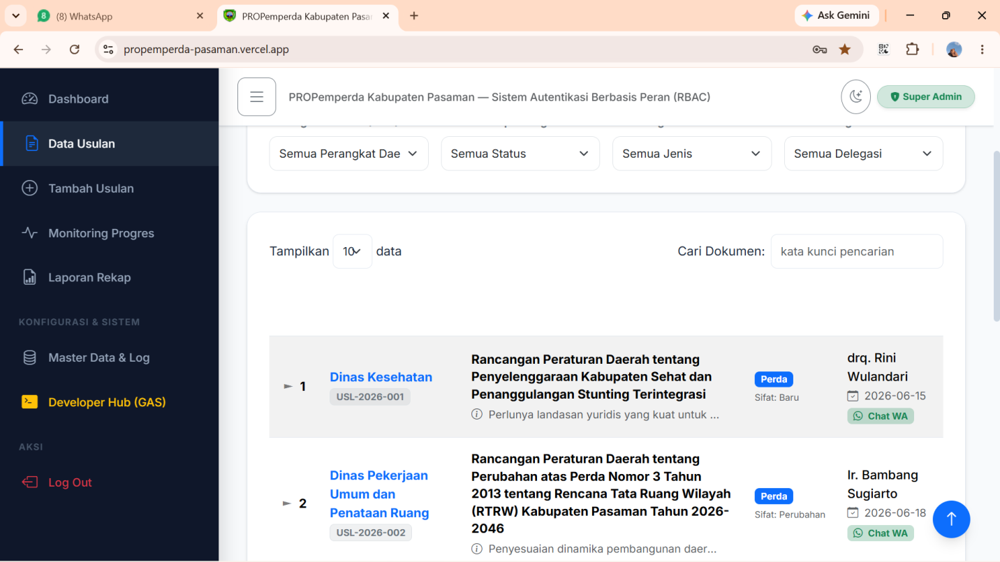 8
(8) WhatsApp
PROPemperda Kabupaten Pasa
Ask Gemini
propemperda-pasaman.vercel.app
Dashboard
Data Usulan
Tambah Usulan
Monitoring Progres
Laporan Rekap
KONFIGURASI & SISTEM
Master Data & Log
Developer Hub (GAS)
AKSI
Log Out
PROPemperda Kabupaten Pasaman — Sistem Autentikasi Berbasis Peran (RBAC)
Super Admin
Semua Perangkat Dae
Semua Status
Semua Jenis
Semua Delegasi
Tampilkan 10 data
Cari Dokumen: kata kunci pencarian
1
Dinas Kesehatan
USL-2026-001
Rancangan Peraturan Daerah tentang
Penyelenggaraan Kabupaten Sehat dan
Penanggulangan Stunting Terintegrasi
Perlunya landasan yuridis yang kuat untuk ...
Perda
Sifat: Baru
drq. Rini
Wulandari
2026-06-15
Chat WA
2
Dinas Pekerjaan
Umum dan
Penataan Ruang
USL-2026-002
Rancangan Peraturan Daerah tentang
Perubahan atas Perda Nomor 3 Tahun
2013 tentang Rencana Tata Ruang Wilayah
(RTRW) Kabupaten Pasaman Tahun 2026-
2046
Penyesuaian dinamika pembangunan daer...
Perda
Sifat: Perubahan
Ir. Bambang
Sugiarto
2026-06-18
Chat WA